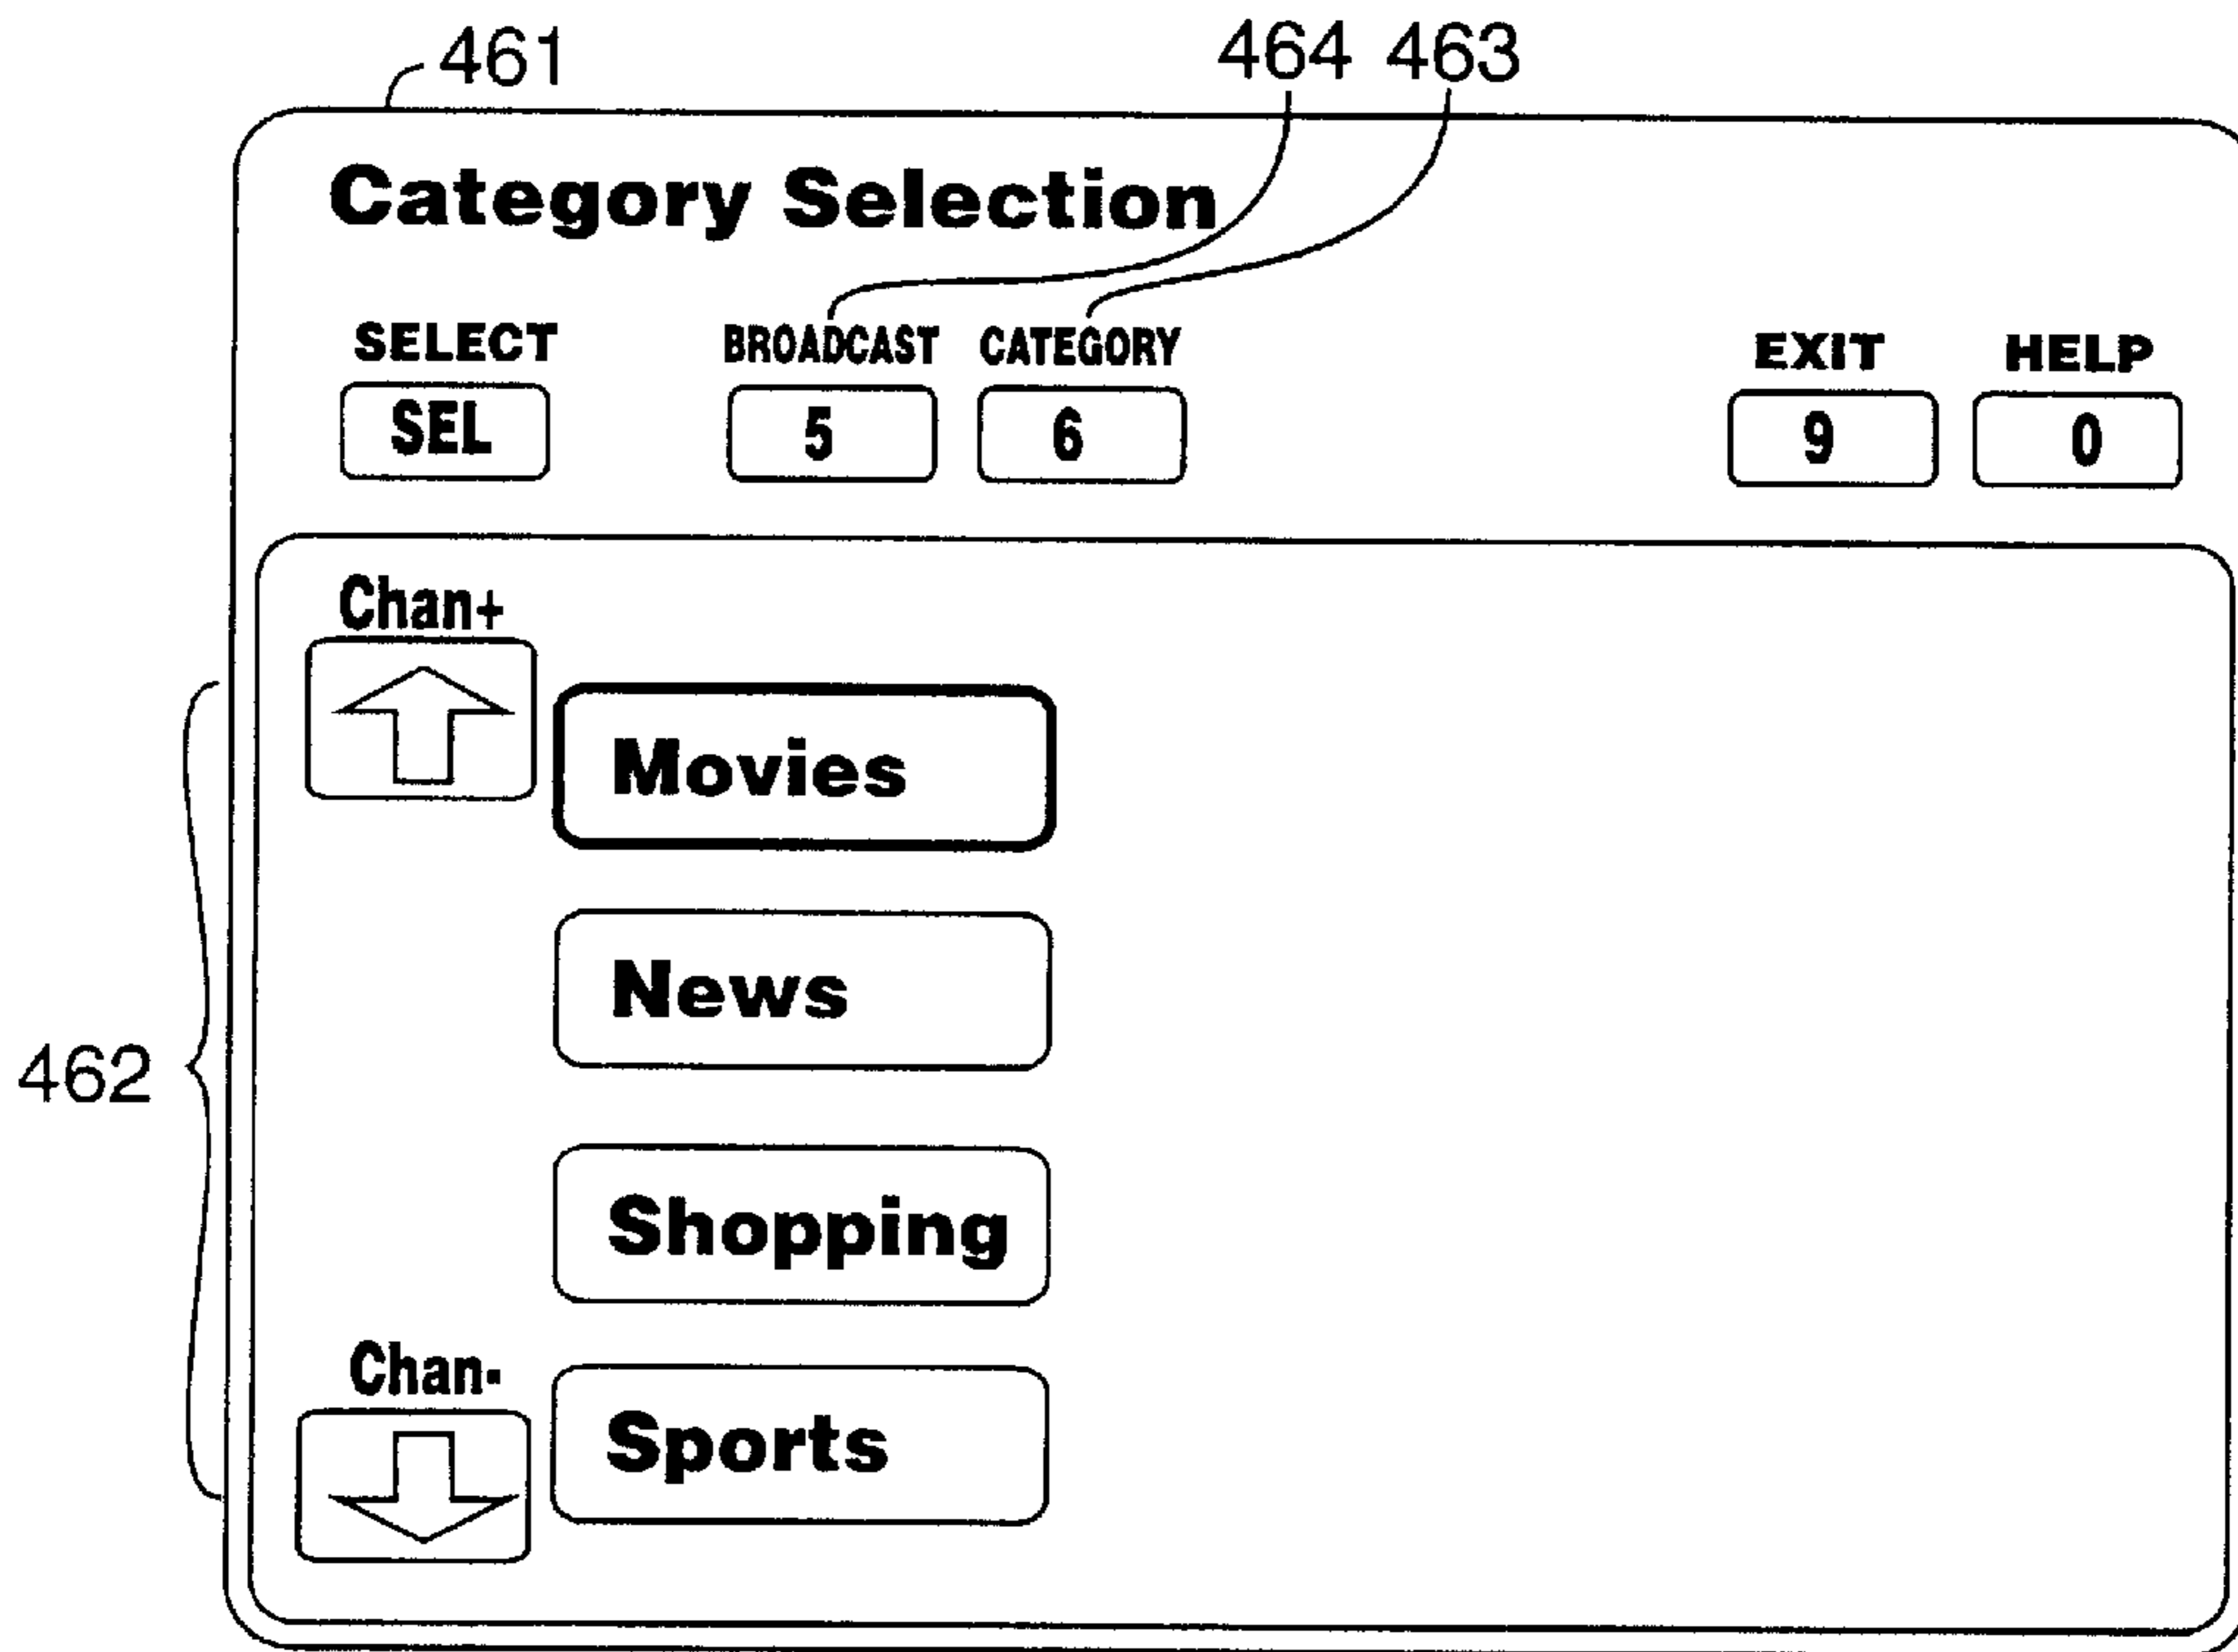 461
464 463
Category Selection
SELECT BROADCAST CATEGORY EXIT HELP
SEL 5 6 9 0
Chan+
Movies
News
462
Shopping
Chan-
Sports